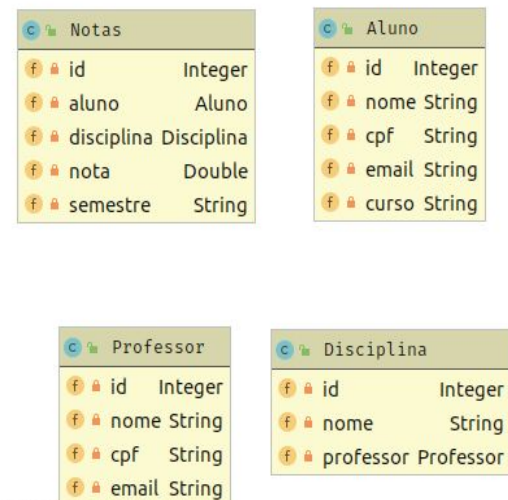 Notas
id Integer
aluno Aluno
disciplina Disciplina
nota Double
semestre String
Aluno
id Integer
nome String
cpf String
email String
curso String
Professor
id Integer
nome String
cpf String
email String
Disciplina
id Integer
nome String
professor Professor